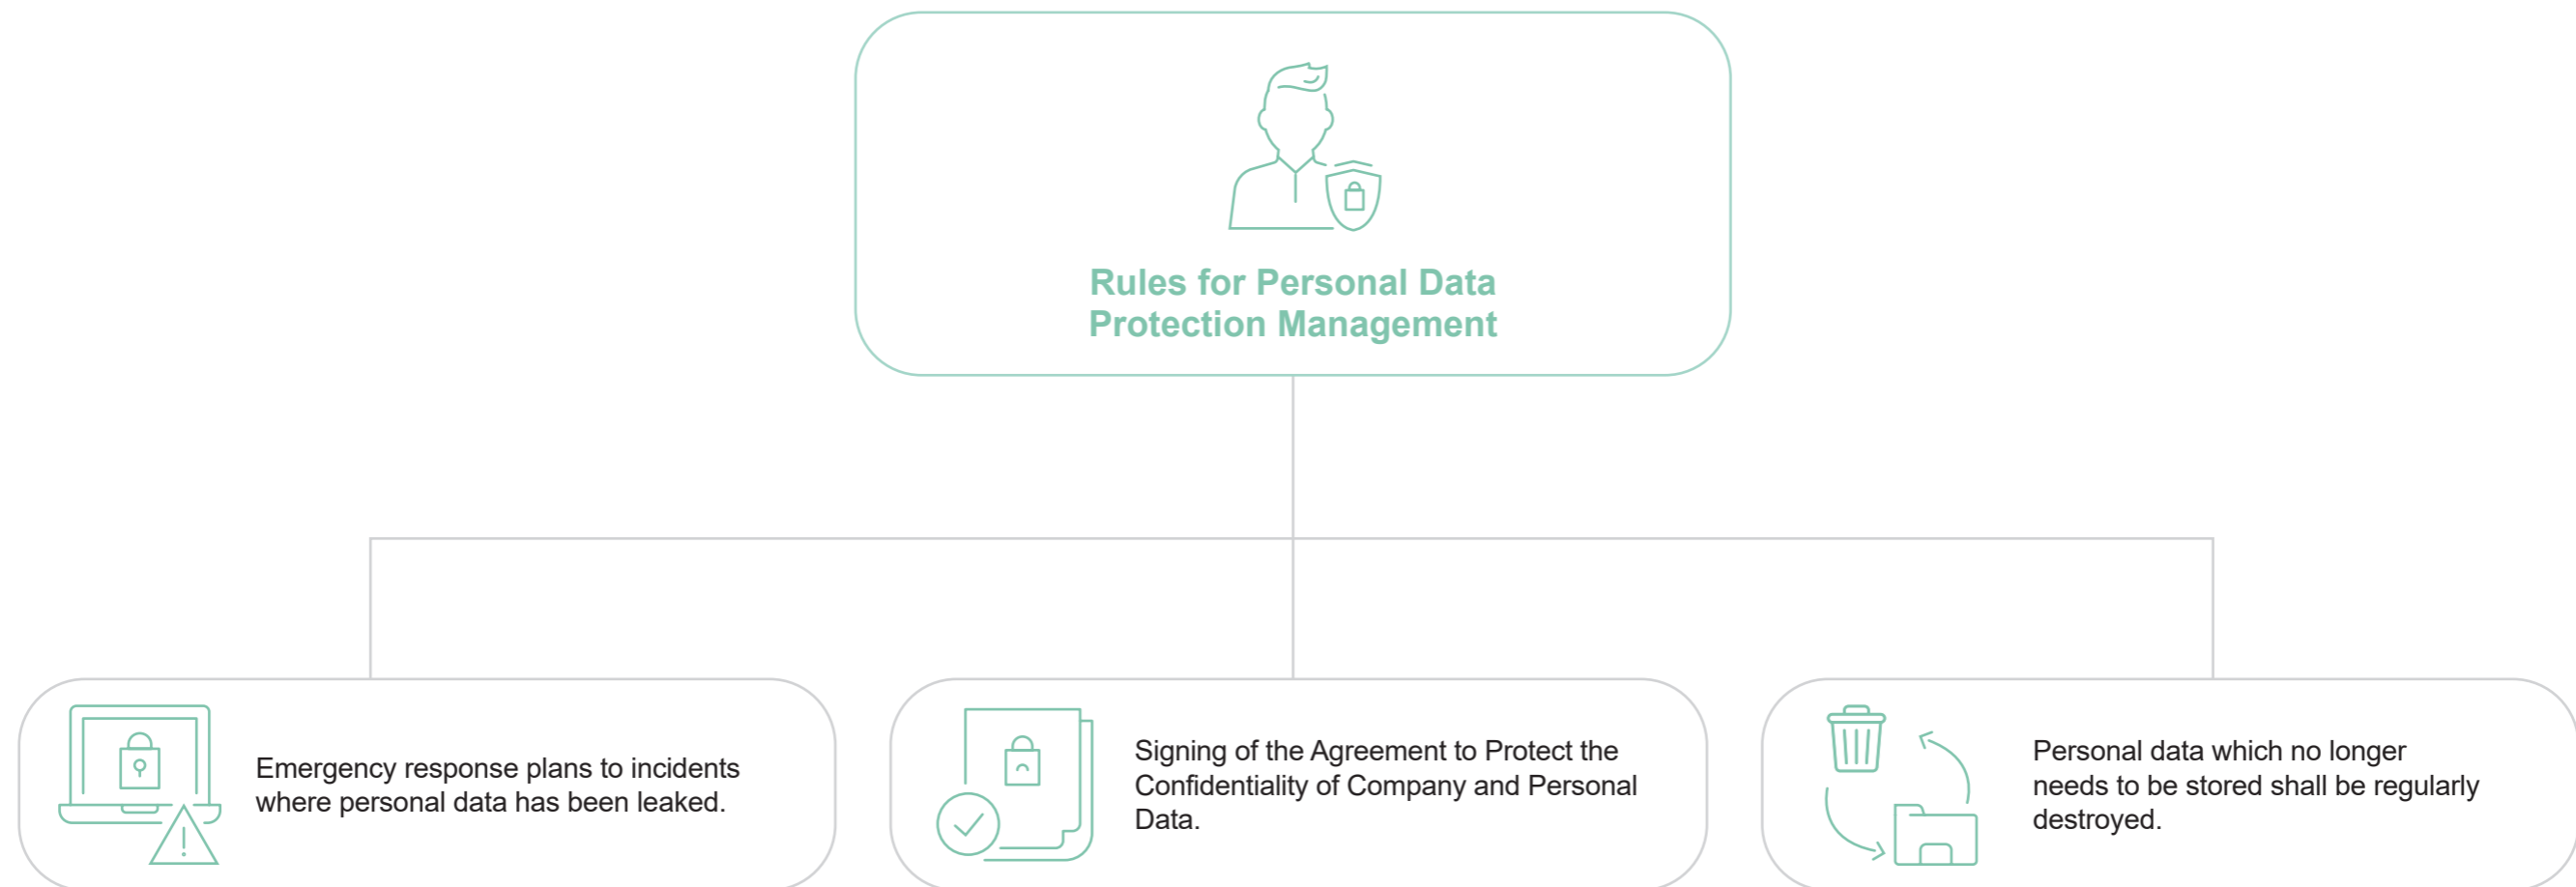 Rules for Personal Data
Protection Management
Emergency response plans to incidents
where personal data has been leaked.
Signing of the Agreement to Protect the
Confidentiality of Company and Personal
Data.
Personal data which no longer
needs to be stored shall be regularly
destroyed.